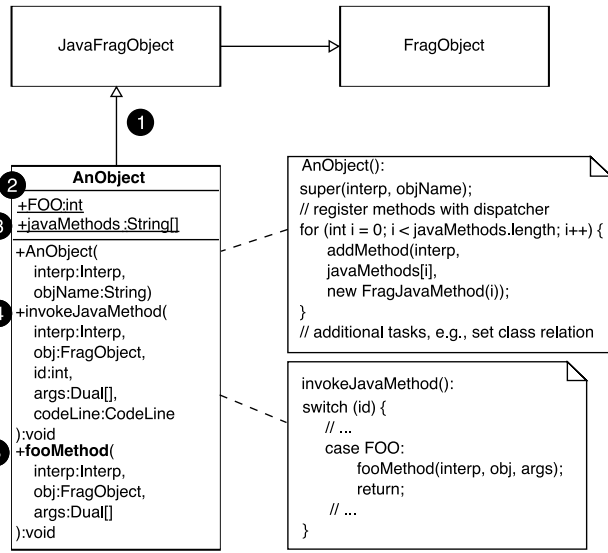 JavaFragObject
FragObject
1
2
AnObject
+FOO:int
3
+javaMethods:String[]
+AnObject(
interp:Interp,
objName:String)
+invokeJavaMethod(
interp:Interp,
obj:FragObject,
id:int,
args:Dual[],
codeLine:CodeLine
):void
+fooMethod(
interp:Interp,
obj:FragObject,
args:Dual[]
):void
AnObject():
super(interp, objName);
// register methods with dispatcher
for (int i = 0; i < javaMethods.length; i++) {
addMethod(interp,
javaMethods[i],
new FragJavaMethod(i));
}
// additional tasks, e.g., set class relation
invokeJavaMethod():
switch (id) {
// ...
case FOO:
fooMethod(interp, obj, args);
return;
// ...
}